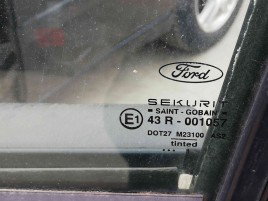 Ford
SEKURIT
SAINT - GOBAIN
E1 43 R - 001057
DOT27 M23100 AS2
tinted